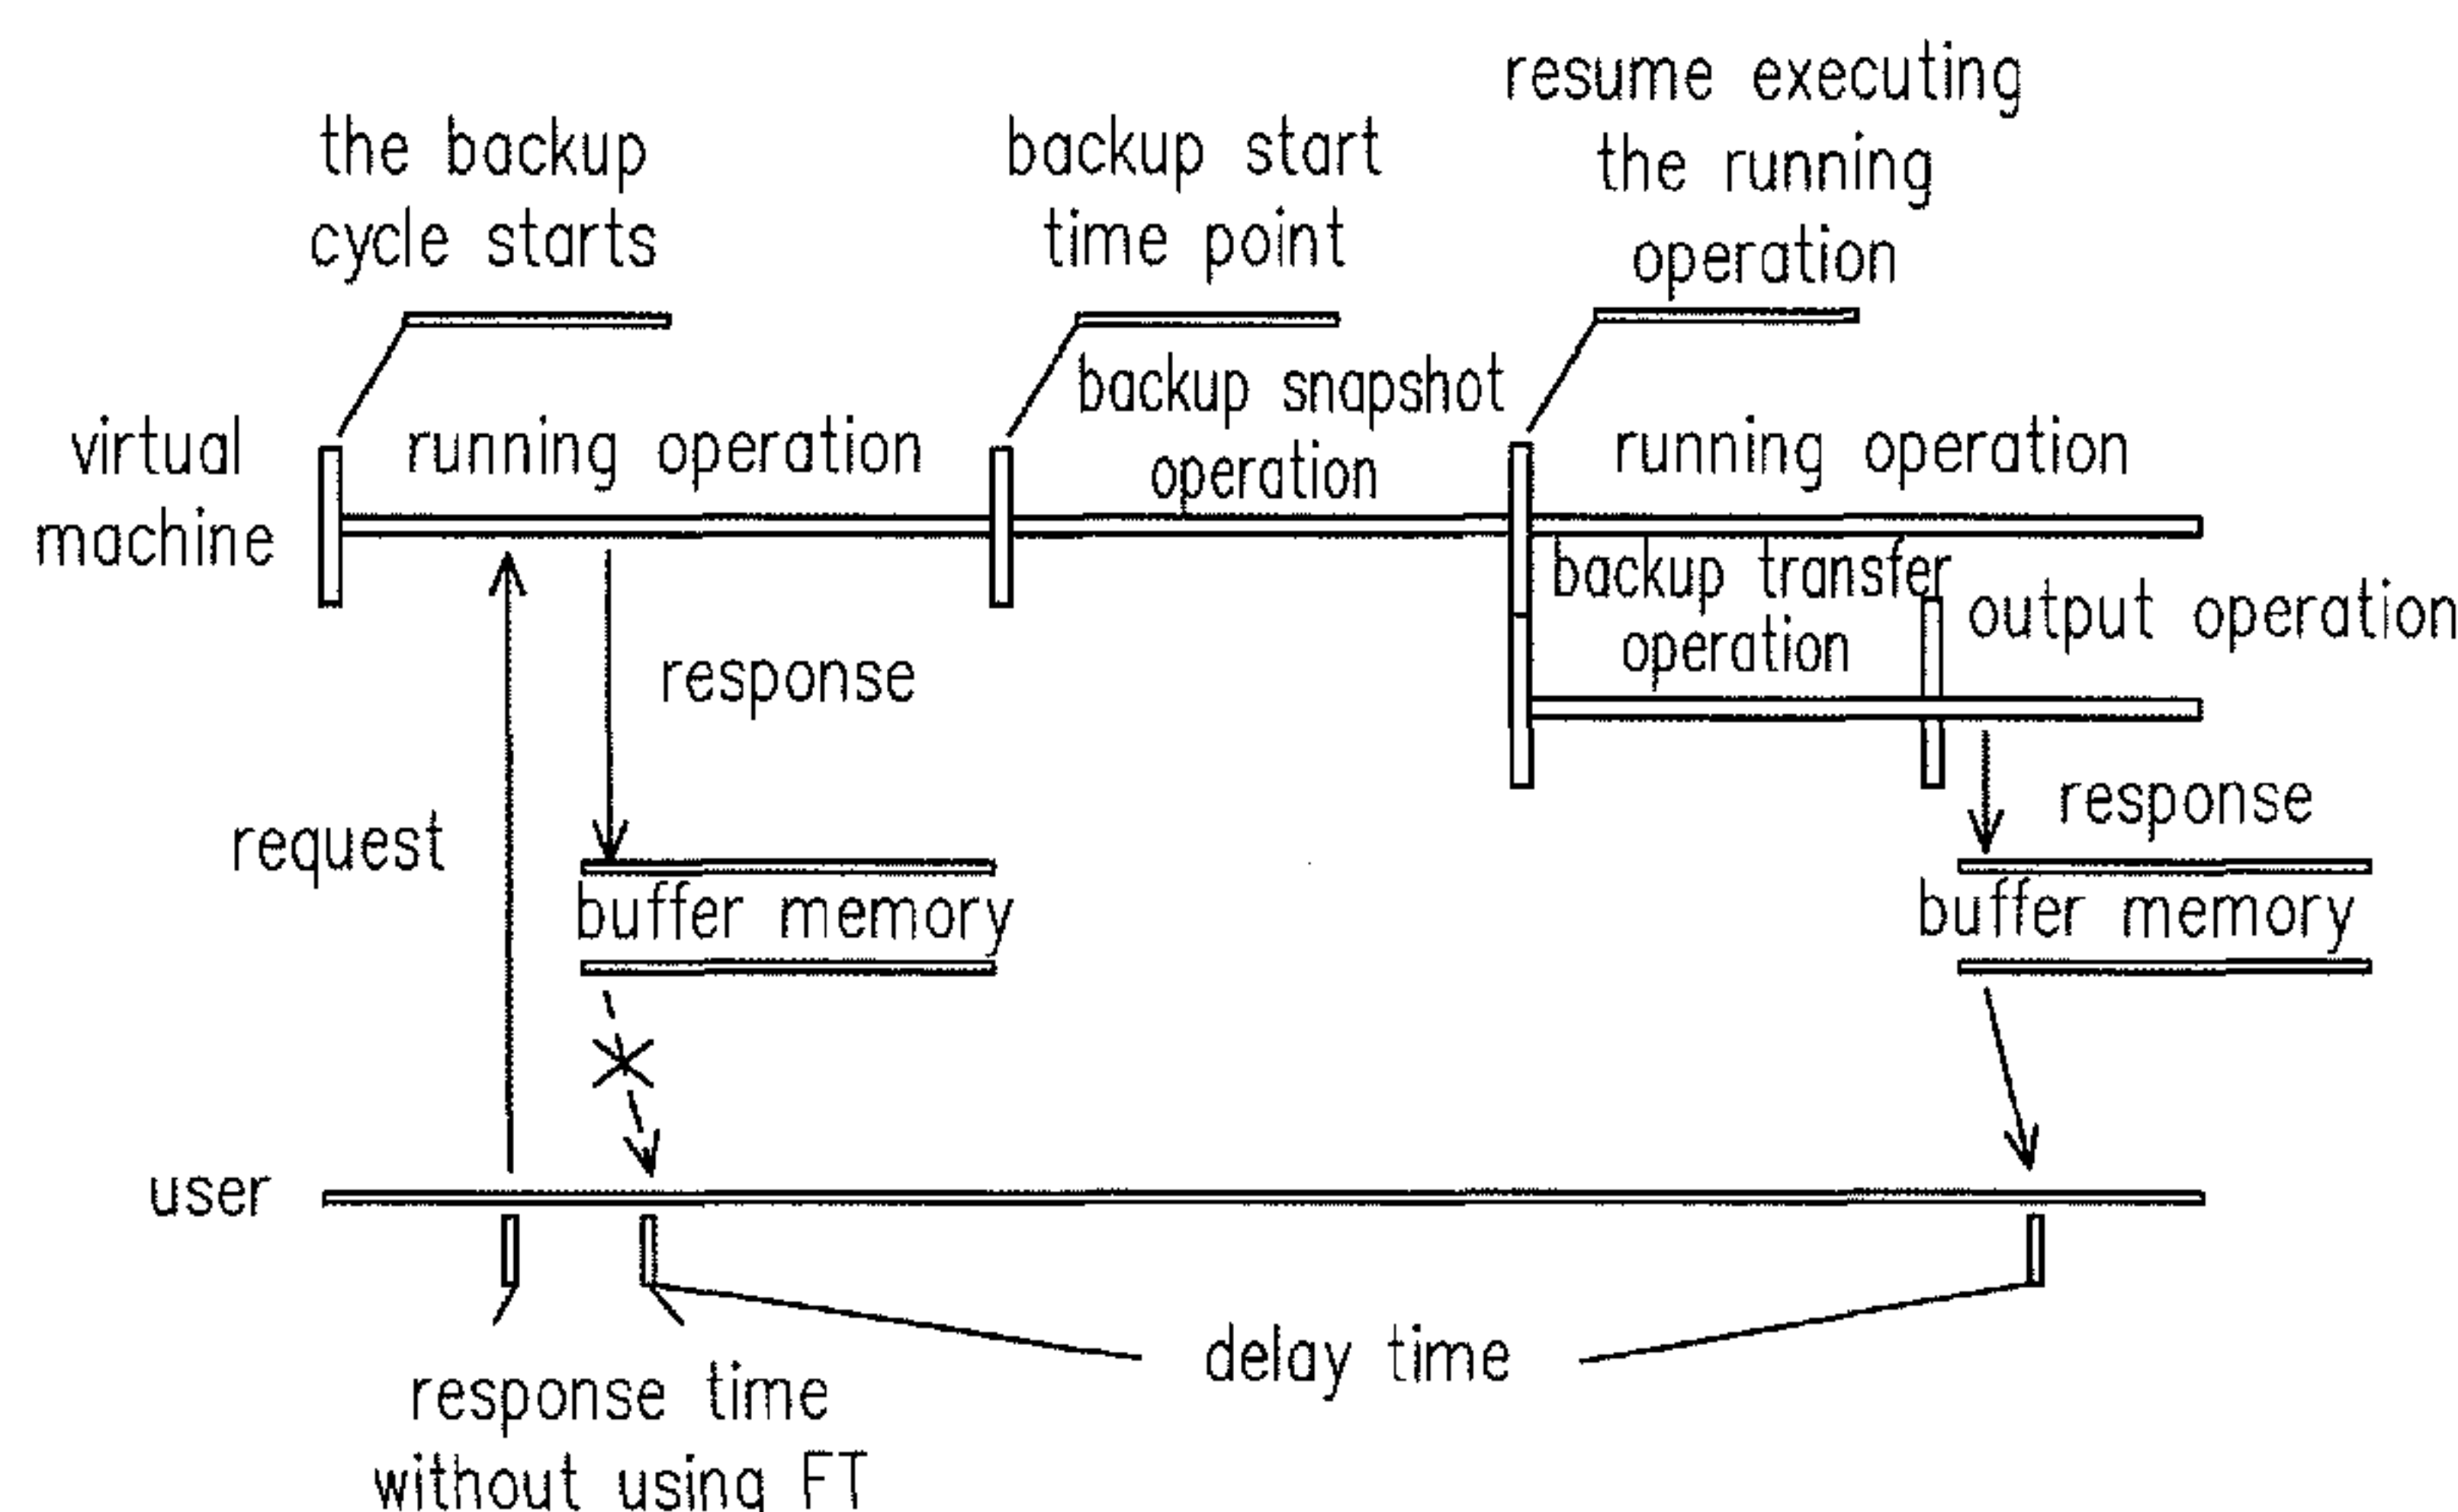 the backup
cycle starts
backup start
time point
resume executing
the running
operation
virtual
machine
running operation
backup snapshot
operation
running operation
backup transfer
operation
output operation
response
request
buffer memory
response
buffer memory
user
response time
without using FT
delay time